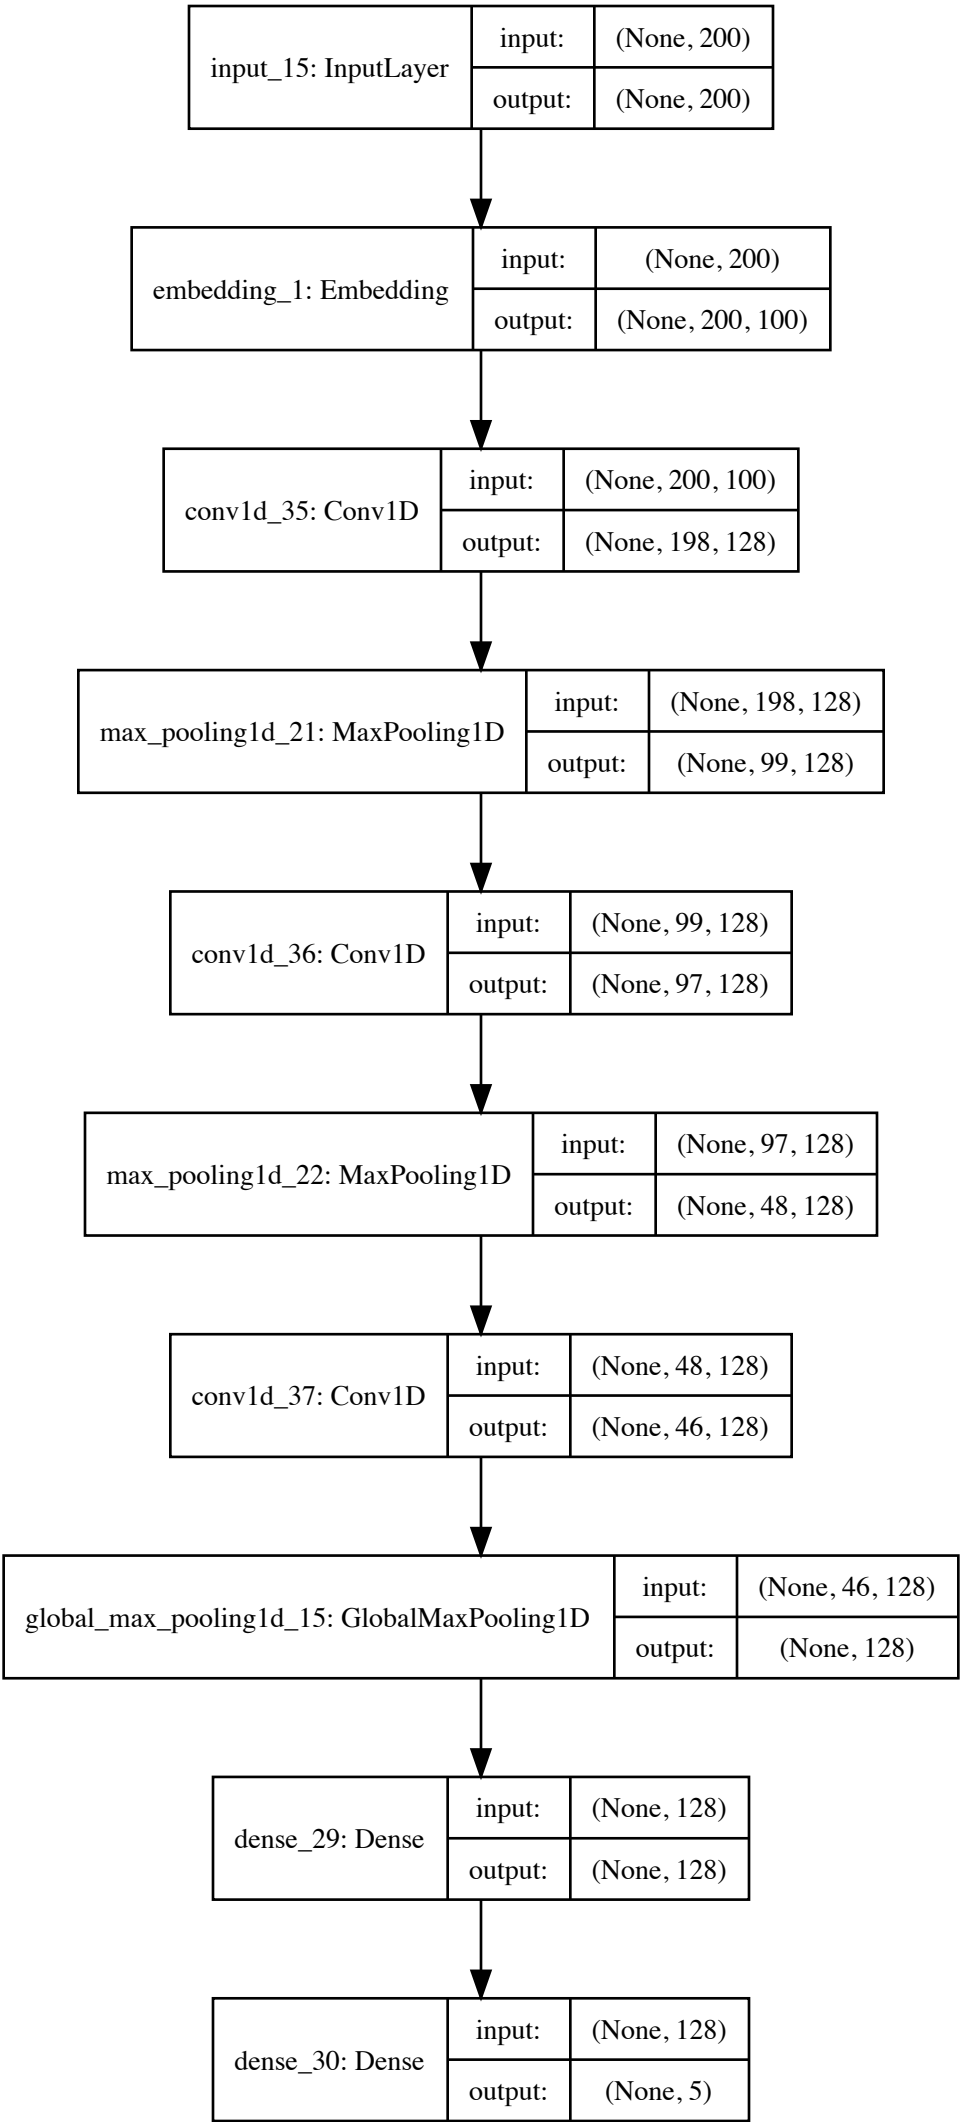 input_15: InputLayer
input: (None, 200)
output: (None, 200)
embedding_1: Embedding
input: (None, 200)
output: (None, 200, 100)
conv1d_35: Conv1D
input: (None, 200, 100)
output: (None, 198, 128)
max_pooling1d_21: MaxPooling1D
input: (None, 198, 128)
output: (None, 99, 128)
conv1d_36: Conv1D
input: (None, 99, 128)
output: (None, 97, 128)
max_pooling1d_22: MaxPooling1D
input: (None, 97, 128)
output: (None, 48, 128)
conv1d_37: Conv1D
input: (None, 48, 128)
output: (None, 46, 128)
global_max_pooling1d_15: GlobalMaxPooling1D
input: (None, 46, 128)
output: (None, 128)
dense_29: Dense
input: (None, 128)
output: (None, 128)
dense_30: Dense
input: (None, 128)
output: (None, 5)